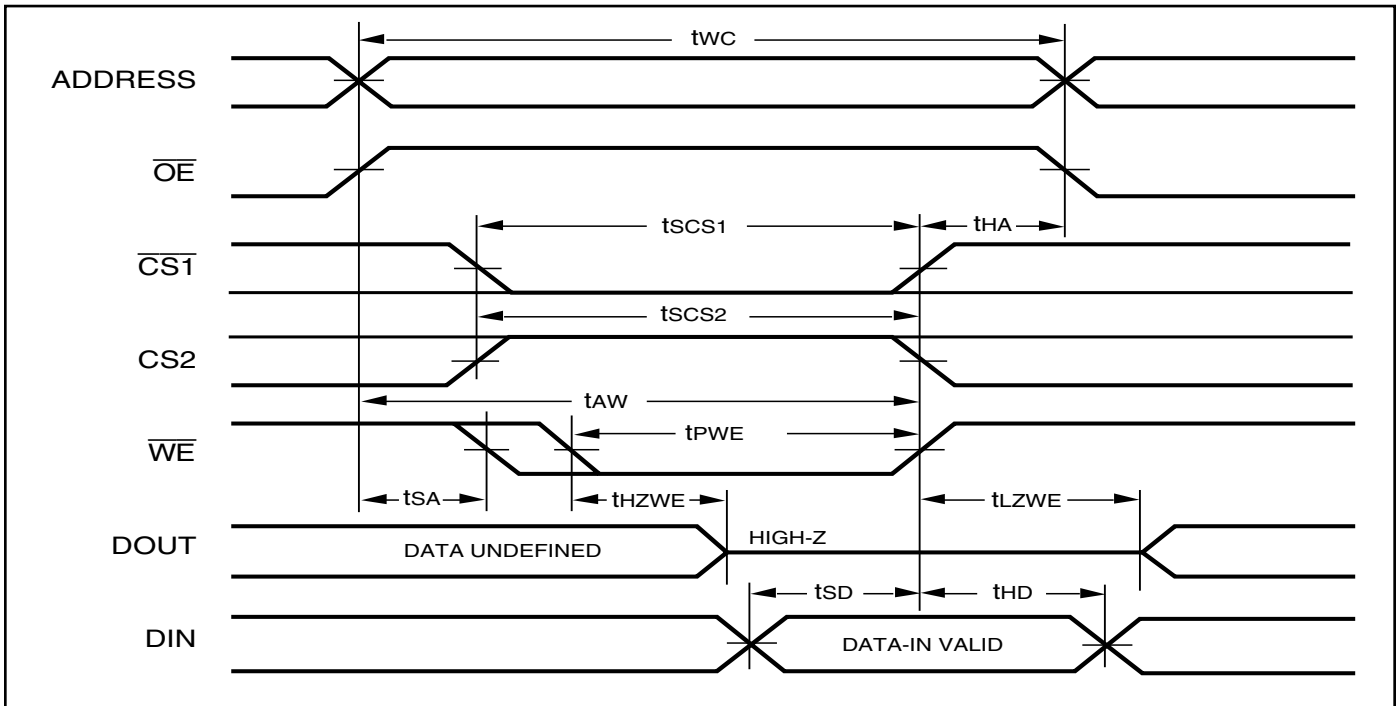 tWC
ADDRESS
OE
tSCS1
tHA
CS1
tSCS2
CS2
tAW
tPWE
WE
tSA
tHZWE
tLZWE
DOUT
DATA UNDEFINED
HIGH-Z
tSD
tHD
DIN
DATA-IN VALID